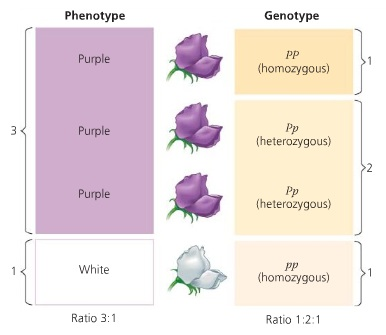 Phenotype Genotype
Purple pp 1
(homozygous)
3 Purple Pp
(heterozygous)
2
Purple Pp
(heterozygous)
1 White pp 1
(homozygous)
Ratio 3:1 Ratio 1:2:1